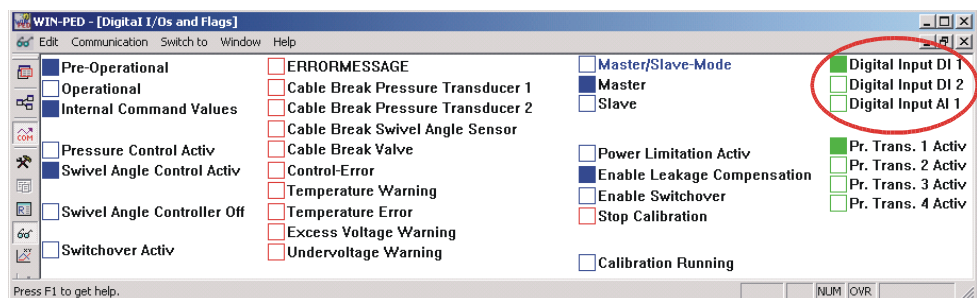 WIN-PED - [Digital I/Os and Flags]
Edit Communication Switch to Window Help
Pre-Operational
Operational
Internal Command Values
Pressure Control Activ
Swivel Angle Control Activ
Swivel Angle Controller Off
Switchover Activ
ERRORMESSAGE
Cable Break Pressure Transducer 1
Cable Break Pressure Transducer 2
Cable Break Swivel Angle Sensor
Cable Break Valve
Control-Error
Temperature Warning
Temperature Error
Excess Voltage Warning
Undervoltage Warning
Master/Slave-Mode
Master
Slave
Power Limitation Activ
Enable Leakage Compensation
Enable Switchover
Stop Calibration
Calibration Running
Digital Input DI 1
Digital Input DI 2
Digital Input AI 1
Pr. Trans. 1 Activ
Pr. Trans. 2 Activ
Pr. Trans. 3 Activ
Pr. Trans. 4 Activ
COM
Press F1 to get help.
NUM OVR